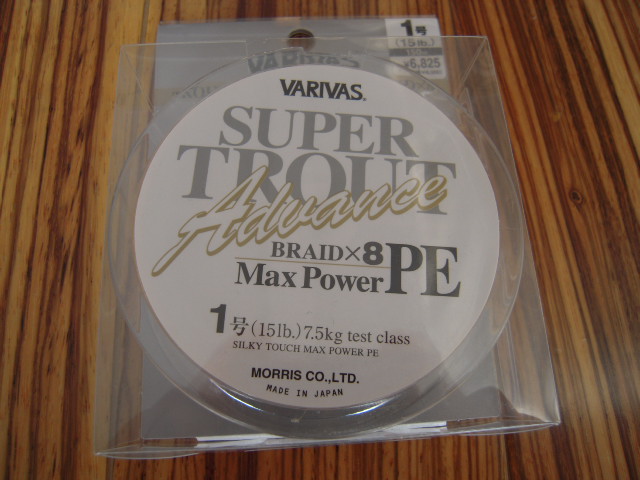 1号
(15lb.)
¥6,825
VARIVAS
VARIVAS®
SUPER
TROUT
Advance
BRAID×8
Max Power PE
1号(15lb.)7.5kg test class
SILKY TOUCH MAX POWER PE
MORRIS CO.,LTD.
MADE IN JAPAN